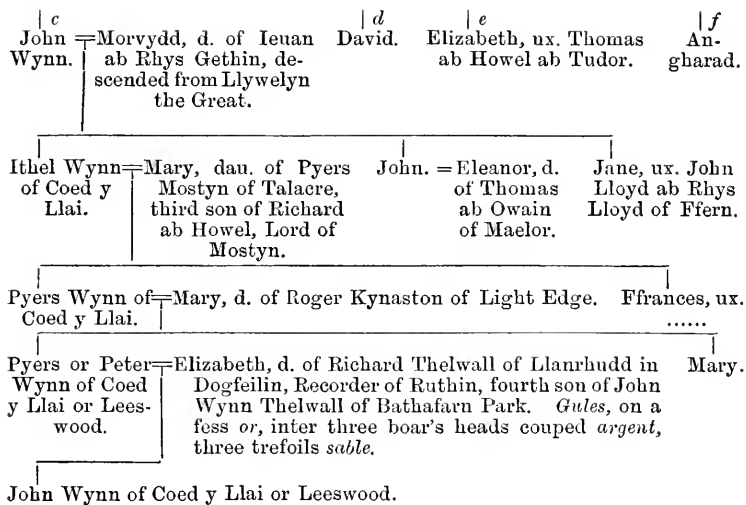 c d e f
John Morvydd, d. of Ieuan David. Elizabeth, ux. Thomas An-
Wynn. ab Rhys Gethin, de- ab Howel ab Tudor. gharad.
scended from Llywelyn
the Great.
Ithel Wynn Mary, dau. of Pyers John. = Eleanor, d. Jane, ux. John
of Coed y Mostyn of Talacre, of Thomas Lloyd ab Rhys
Llai. third son of Richard ab Owain Lloyd of Ffern.
ab Howel, Lord of of Maelor.
Mostyn.
Pyers Wynn of Mary, d. of Roger Kynaston of Light Edge. Ffrances, ux.
Coed y Llai. ......
Pyers or Peter Elizabeth, d. of Richard Thelwall of Llanrhudd in Mary.
Wynn of Coed Dogfeilin, Recorder of Ruthin, fourth son of John
y Llai or Lees- Wynn Thelwall of Bathafarn Park. Gules, on a
wood. fess or, inter three boar's heads couped argent,
three trefoils sable.
John Wynn of Coed y Llai or Leeswood.